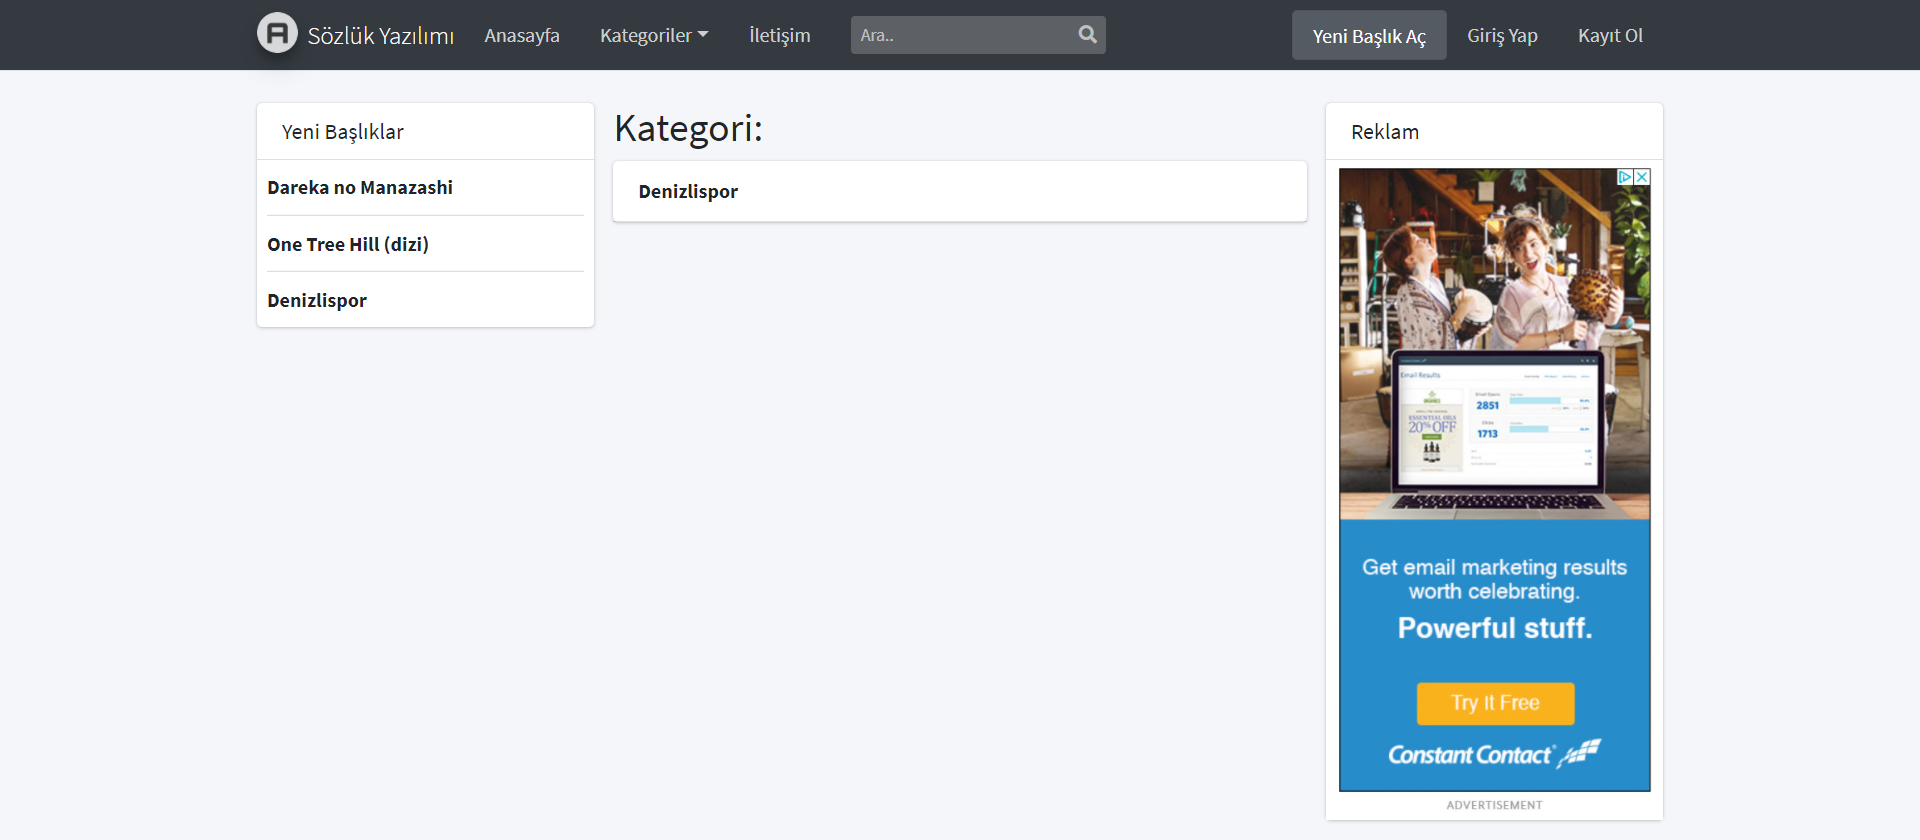 A Sözlük Yazılımı Anasayfa Kategoriler İletişim Ara.. Yeni Başlık Aç Giriş Yap Kayıt Ol
Yeni Başlıklar
Dareka no Manazashi
One Tree Hill (dizi)
Denizlispor
Kategori:
Denizlispor
Reklam
Email Results
2851
1713
ESSENTIAL OILS
20% OFF
Get email marketing results
worth celebrating.
Powerful stuff.
Try It Free
Constant Contact
ADVERTISEMENT